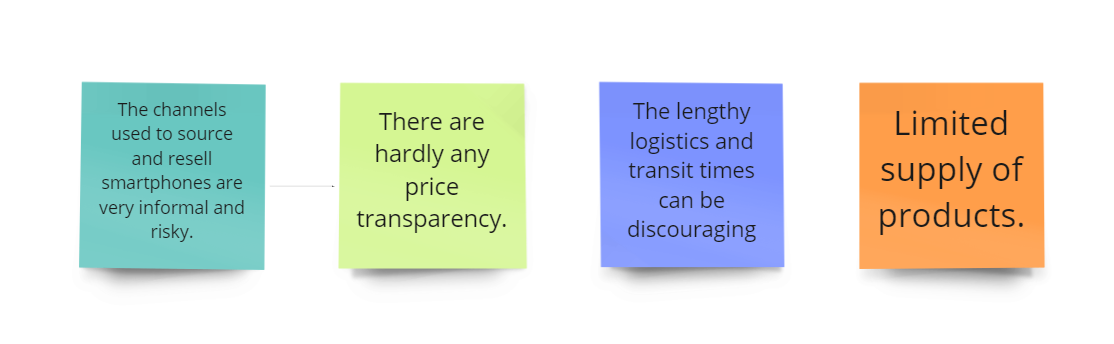 The channels
used to source
and resell
smartphones are
very informal and
risky.
There are
hardly any
price
transparency.
The lengthy
logistics and
transit times
can be
discouraging
Limited
supply of
products.